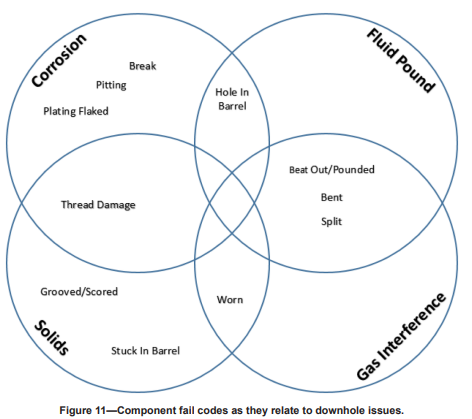 Corrosion
Fluid Pound
Break
Pitting
Plating Flaked
Hole In
Barrel
Beat Out/Pounded
Bent
Split
Thread Damage
Grooved/Scored
Worn
Stuck In Barrel
Solids
Gas Interference
Figure 11—Component fail codes as they relate to downhole issues.